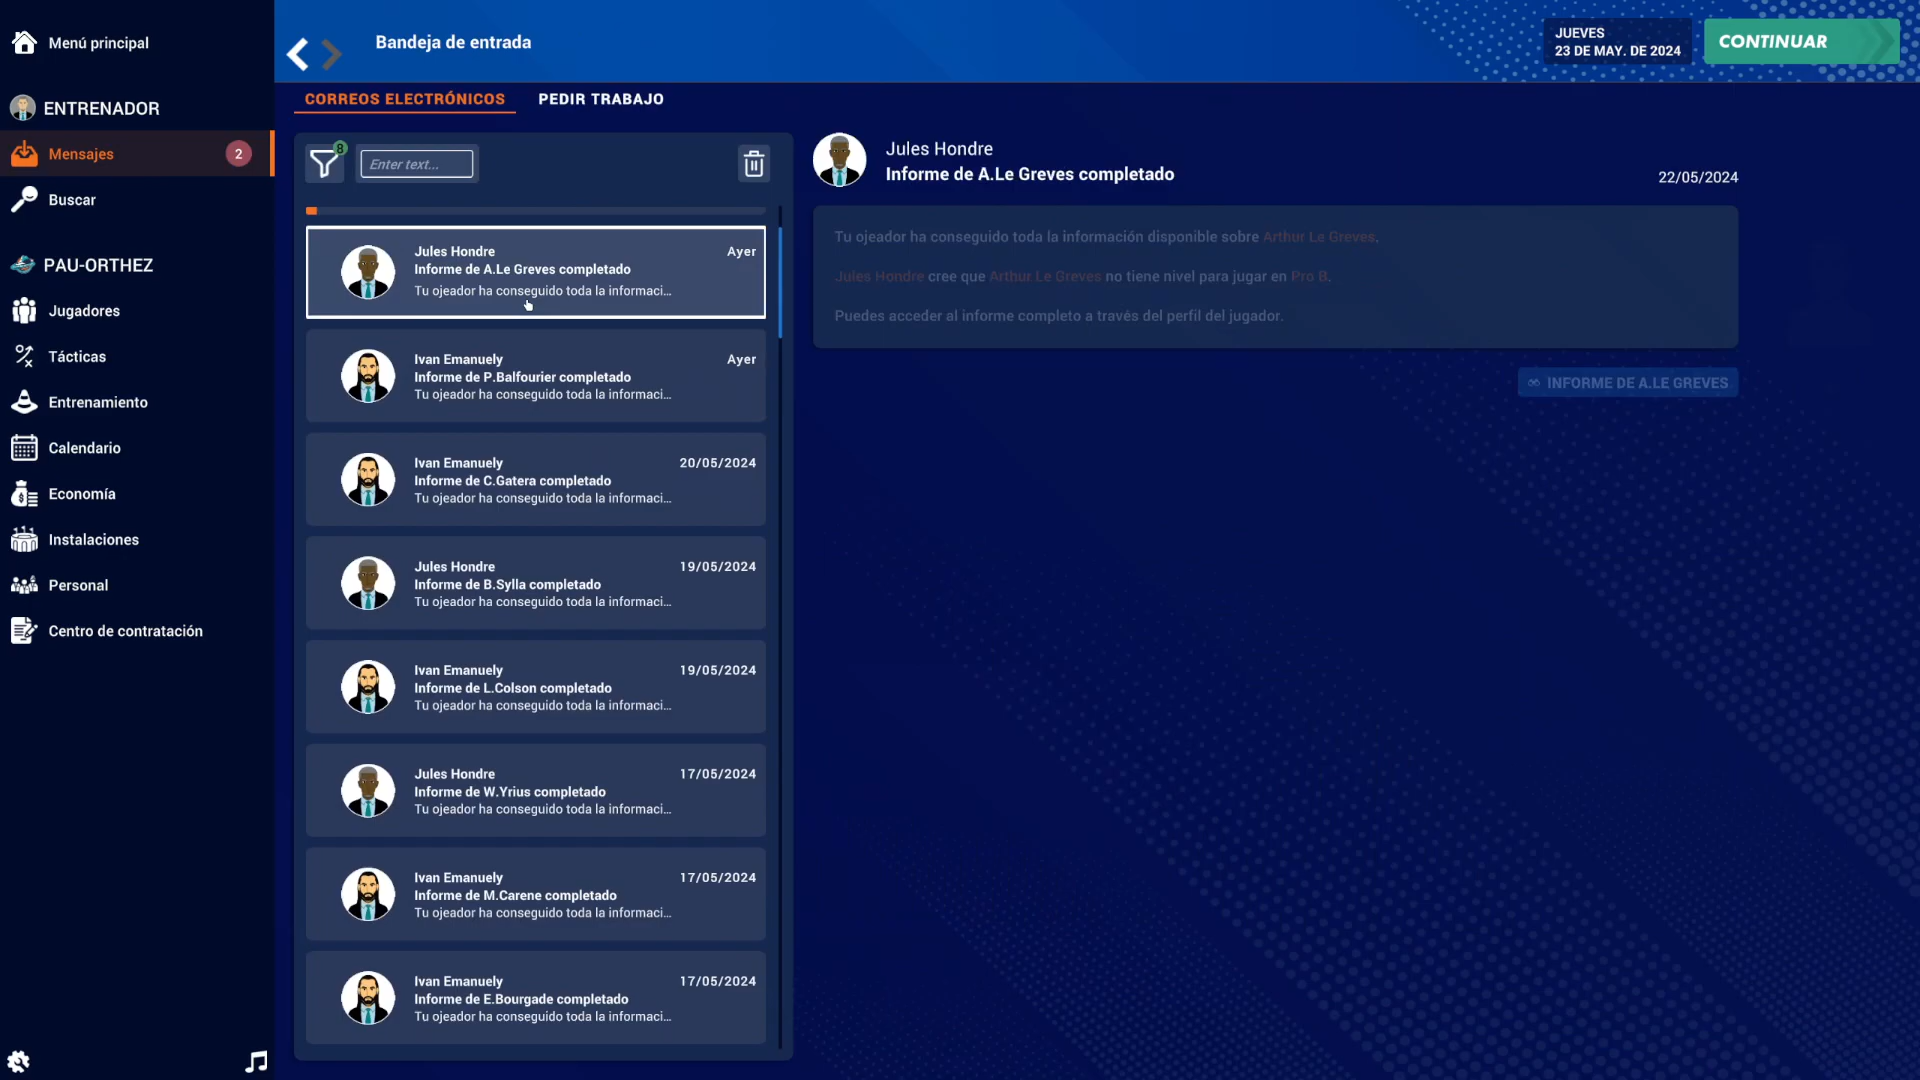 Menú principal
ENTRENADOR
Mensajes
2
Buscar
PAU-ORTHEZ
Jugadores
Tácticas
Entrenamiento
Calendario
Economía
Instalaciones
Personal
Centro de contratación
Bandeja de entrada
JUEVES
23 DE MAY. DE 2024
CONTINUAR
CORREOS ELECTRÓNICOS
PEDIR TRABAJO
8
Enter text...
Jules Hondre
Ayer
Informe de A.Le Greves completado
Tu ojeador ha conseguido toda la informaci...
Ivan Emanuely
Ayer
Informe de P.Balfourier completado
Tu ojeador ha conseguido toda la informaci...
Ivan Emanuely
20/05/2024
Informe de C.Gatera completado
Tu ojeador ha conseguido toda la informaci...
Jules Hondre
19/05/2024
Informe de B.Sylla completado
Tu ojeador ha conseguido toda la informaci...
Ivan Emanuely
19/05/2024
Informe de L.Colson completado
Tu ojeador ha conseguido toda la informaci...
Jules Hondre
17/05/2024
Informe de W.Yrius completado
Tu ojeador ha conseguido toda la informaci...
Ivan Emanuely
17/05/2024
Informe de M.Carene completado
Tu ojeador ha conseguido toda la informaci...
Ivan Emanuely
17/05/2024
Informe de E.Bourgade completado
Tu ojeador ha conseguido toda la informaci...
Jules Hondre
Informe de A.Le Greves completado
22/05/2024
Tu ojeador ha conseguido toda la información disponible sobre Arthur Le Greves.
Jules Hondre cree que Arthur Le Greves no tiene nivel para jugar en Pro B.
Puedes acceder al informe completo a través del perfil del jugador.
INFORME DE A.LE GREVES